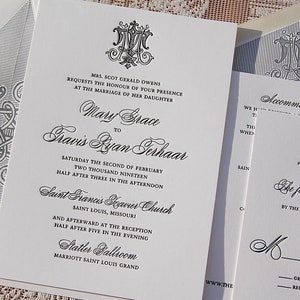 MRS. SCOT GERALD OWENS
REQUESTS THE HONOUR OF YOUR PRESENCE
AT THE MARRIAGE OF HER DAUGHTER
Mary Grace
TO
Travis Ryan Terhaar
SATURDAY THE SECOND OF FEBRUARY
TWO THOUSAND NINETEEN
HALF AFTER THREE IN THE AFTERNOON
Saint Francis Xavier Church
SAINT LOUIS, MISSOURI
AND AFTERWARD AT THE RECEPTION
HALF AFTER FIVE IN THE EVENING
Statler Ballroom
MARRIOTT SAINT LOUIS GRAND